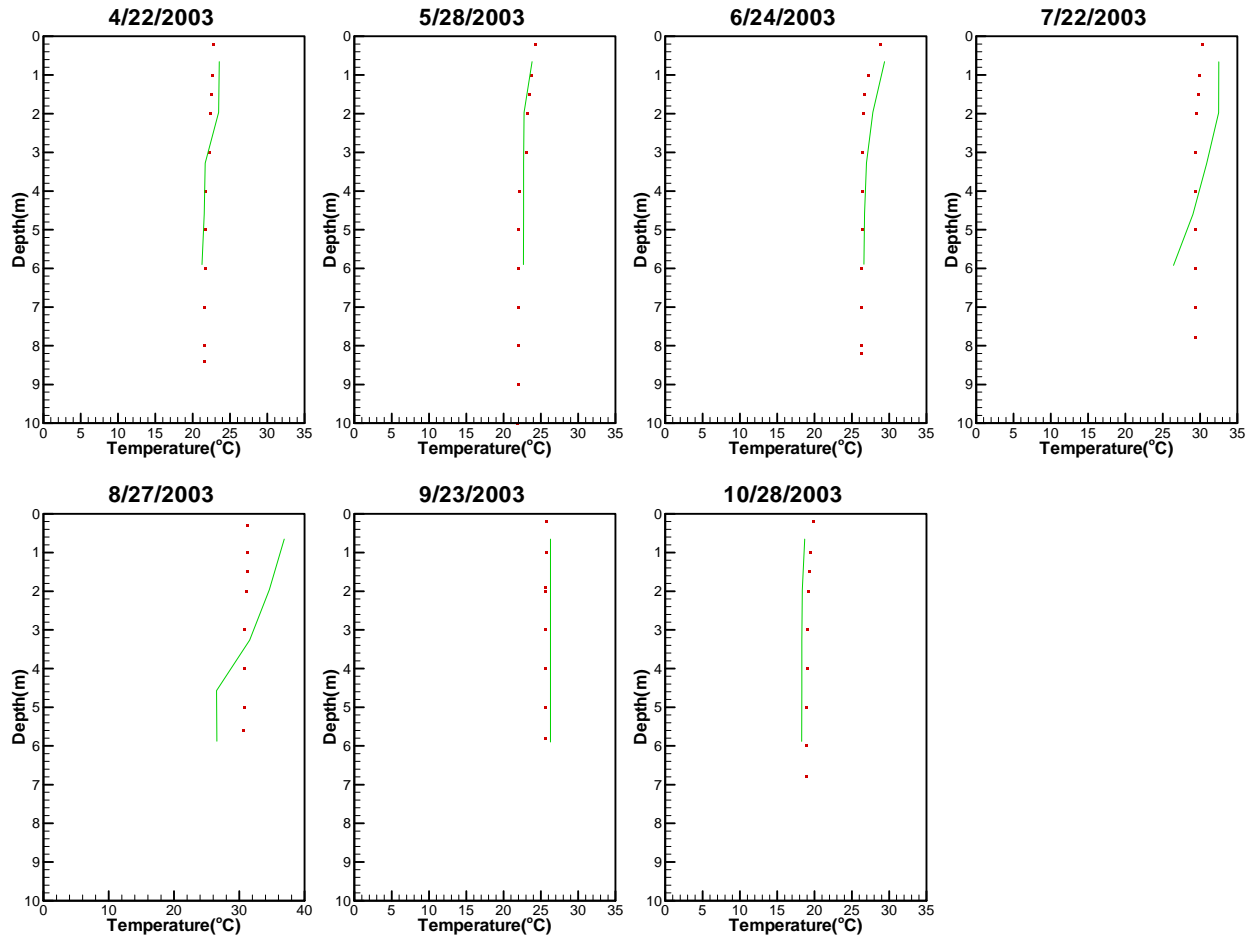 4/22/2003 5/28/2003 6/24/2003 7/22/2003
0 0 0 0
1 1 1 1
2 2 2 2
3 3 3 3
4 4 4 4
5 5 5 5
6 6 6 6
7 7 7 7
8 8 8 8
9 9 9 9
10 10 10 10
Depth(m) Depth(m) Depth(m) Depth(m)
0 5 10 15 20 25 30 35 0 5 10 15 20 25 30 35 0 5 10 15 20 25 30 35 0 5 10 15 20 25 30 35
Temperature(°C) Temperature(°C) Temperature(°C) Temperature(°C)
8/27/2003 9/23/2003 10/28/2003
0 0 0
1 1 1
2 2 2
3 3 3
4 4 4
5 5 5
6 6 6
7 7 7
8 8 8
9 9 9
10 10 10
Depth(m) Depth(m) Depth(m)
0 10 20 30 40 0 5 10 15 20 25 30 35 0 5 10 15 20 25 30 35
Temperature(°C) Temperature(°C) Temperature(°C)